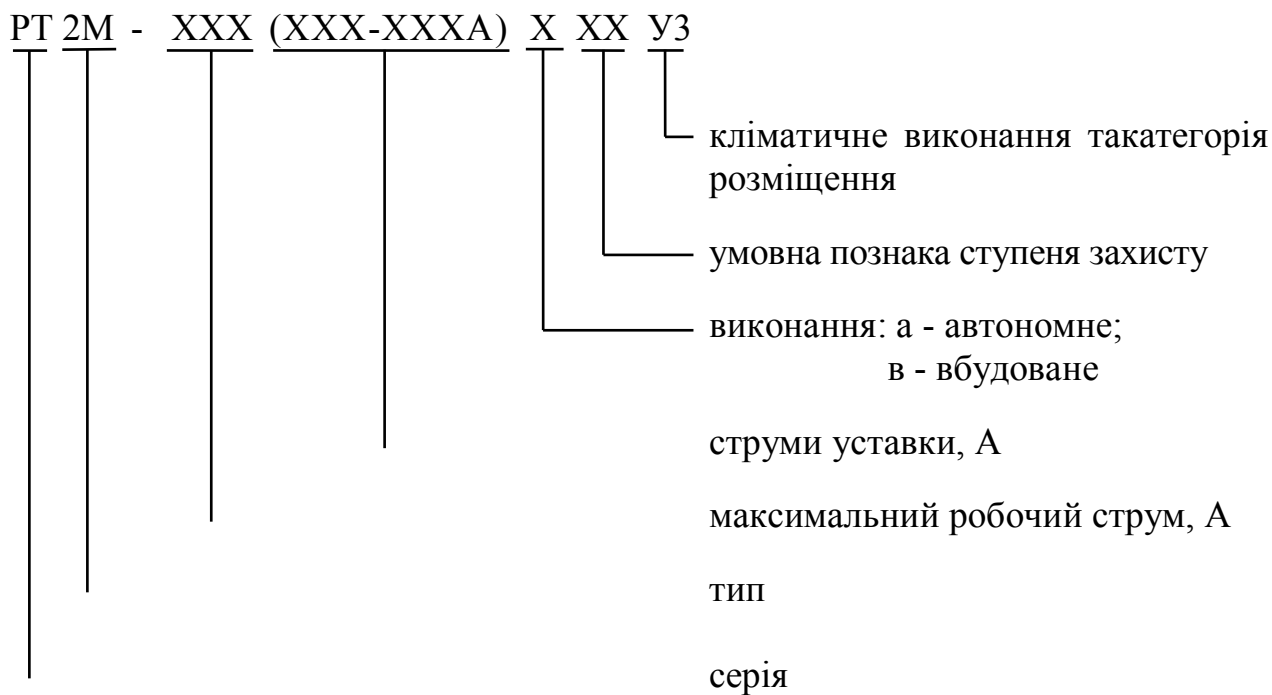 РТ 2М - ХХХ (ХХХ-ХХХА) Х ХХ У3
кліматичне виконання такатегорія
розміщення
умовна познака ступеня захисту
виконання: а - автономне;
в - вбудоване
струми уставки, А
максимальний робочий струм, А
тип
серія